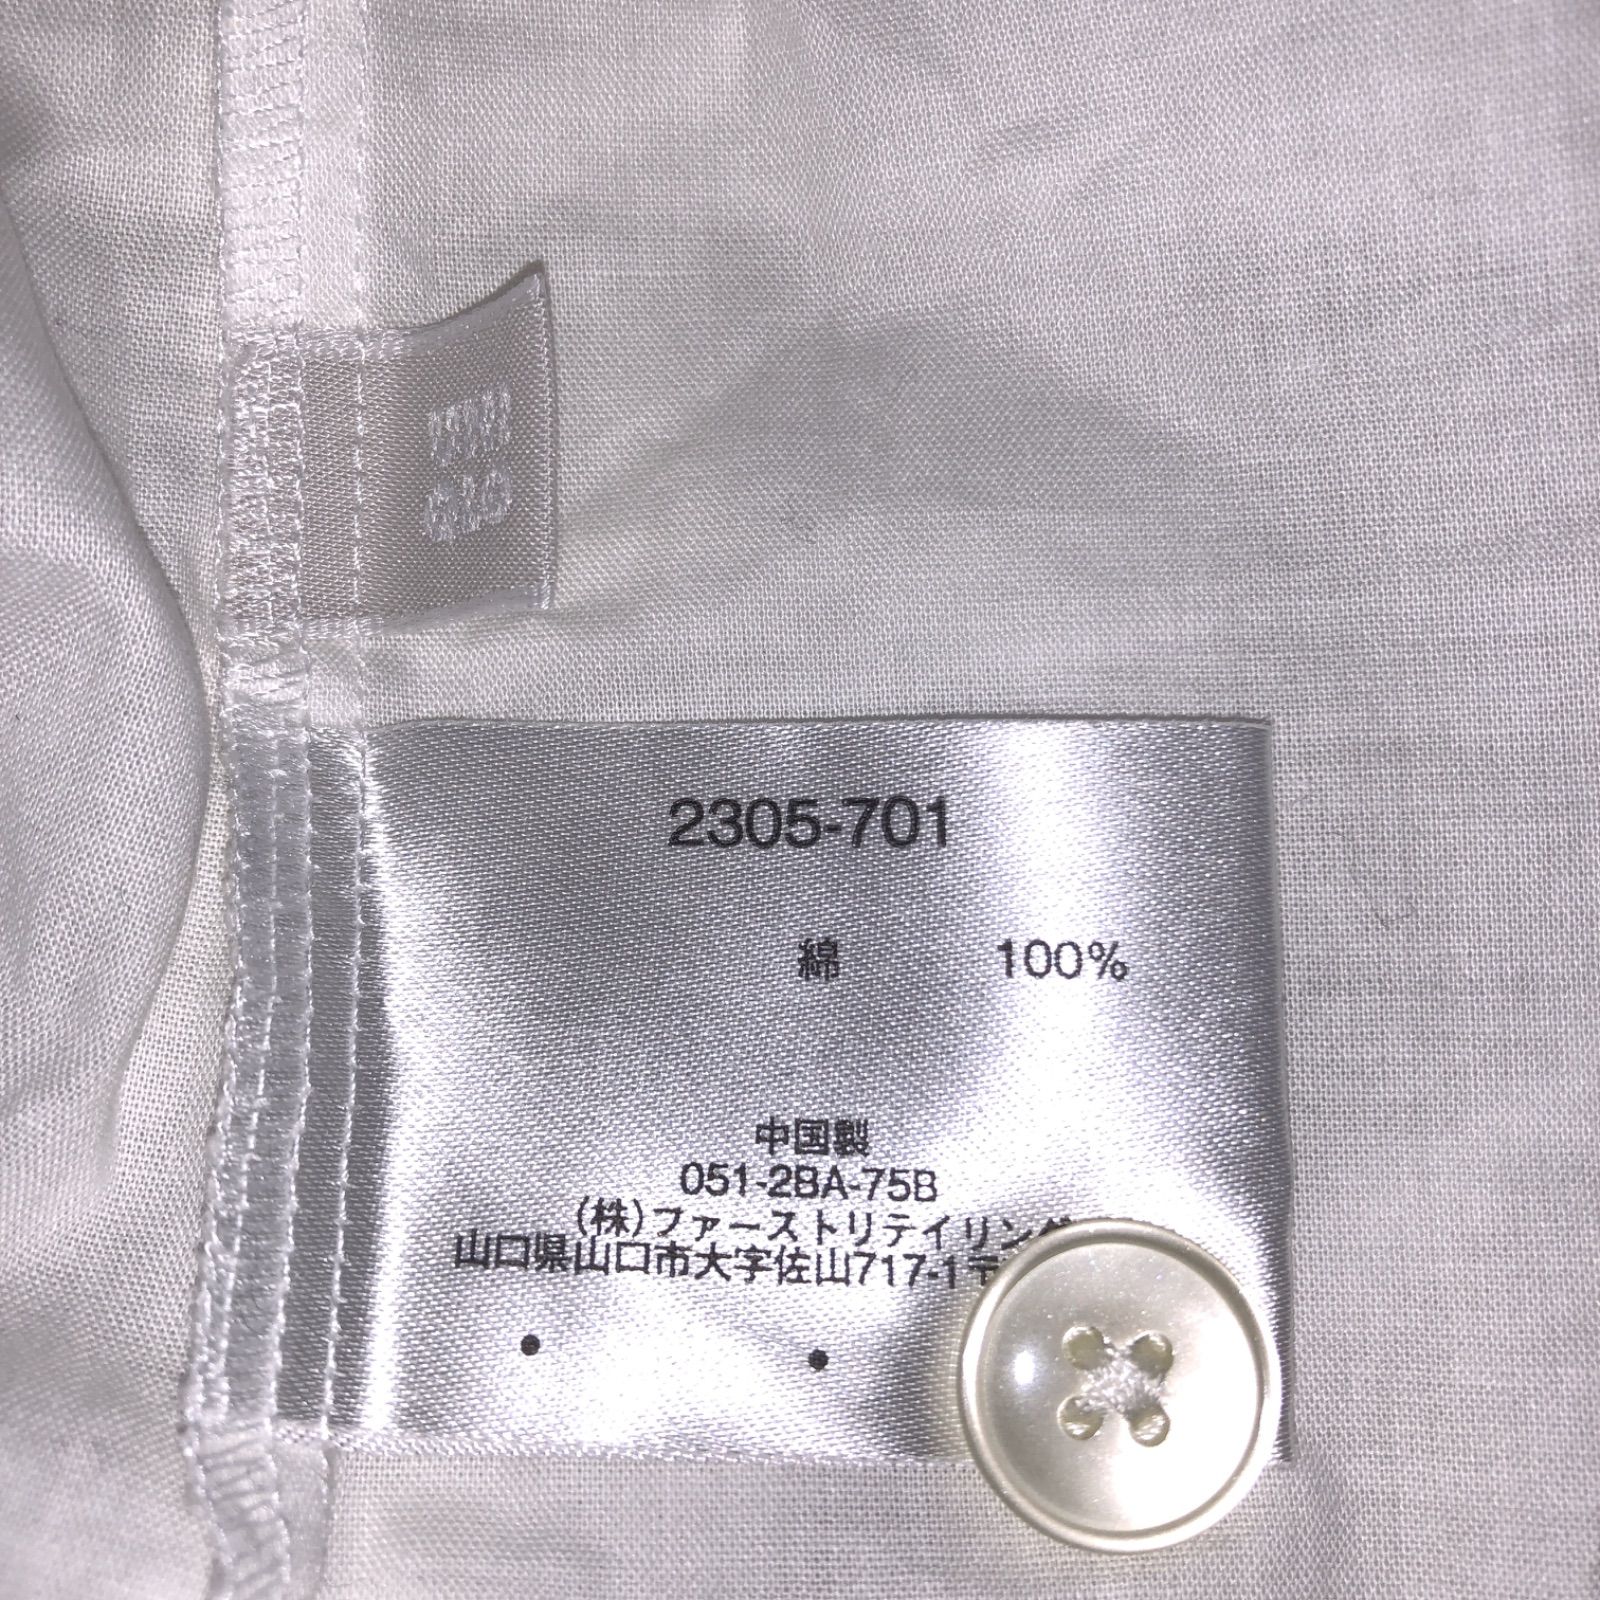 2305-701
綿 100%
中国製
051-2BA-75B
(株)ファーストリテイリング
山口県山口市大字佐山717-1